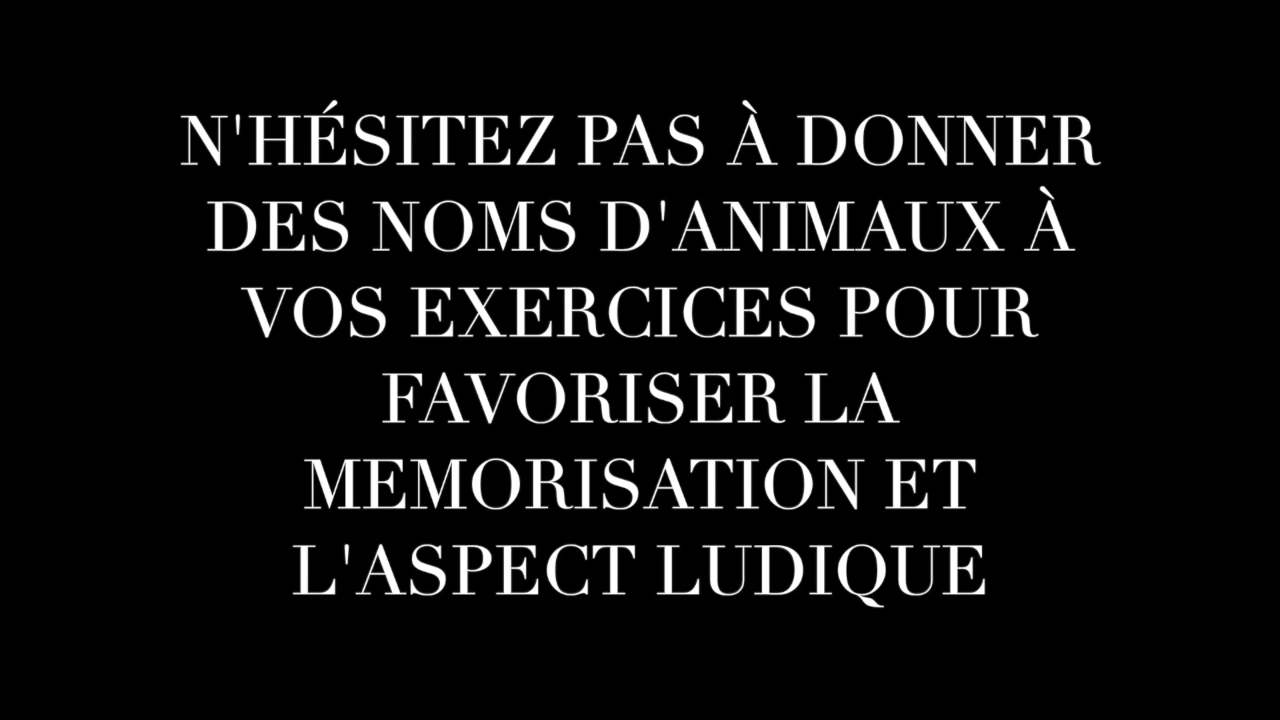 N'HÉSITEZ PAS À DONNER
DES NOMS D'ANIMAUX À
VOS EXERCICES POUR
FAVORISER LA
MEMORISATION ET
L'ASPECT LUDIQUE